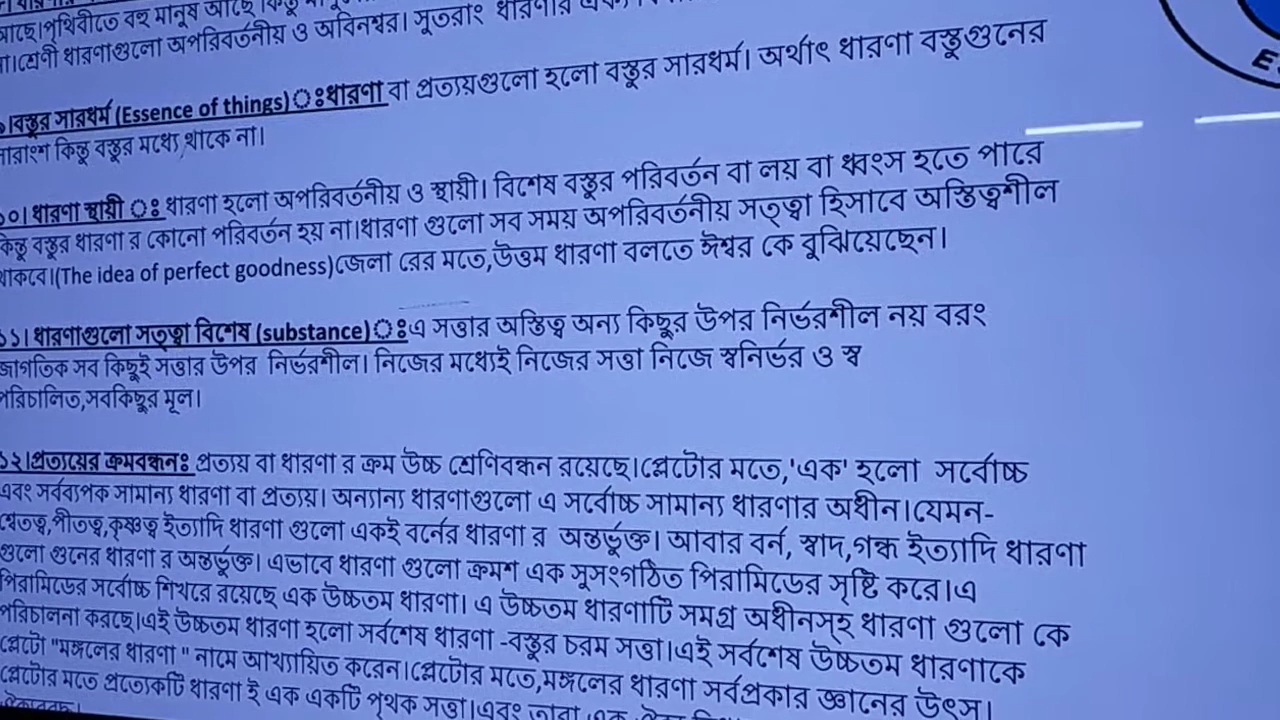 আছে।পৃথিবীতে বহু মানুষ আছে কিন্তু
না।শ্রেণী ধারণাগুলো অপরিবর্তনীয় ও অবিনশ্বর। সুতরাং ধারণার
৯।বস্তুর সারধর্ম (Essence of things)ঃধারণা বা প্রত্যয়গুলো হলো বস্তুর সারধর্ম। অর্থাৎ ধারণা বস্তুগুনের
সারাংশ কিন্তু বস্তুর মধ্যে থাকে না।
১০। ধারণা স্থায়ী ঃ ধারণা হলো অপরিবর্তনীয় ও স্থায়ী। বিশেষ বস্তুর পরিবর্তন বা লয় বা ধ্বংস হতে পারে
কিন্তু বস্তুর ধারণা র কোনো পরিবর্তন হয় না।ধারণা গুলো সব সময় অপরিবর্তনীয় সত্ত্বা হিসাবে অস্তিত্বশীল
থাকবে।(The idea of perfect goodness)জেলা রের মতে,উত্তম ধারণা বলতে ঈশ্বর কে বুঝিয়েছেন।
১১। ধারণাগুলো সত্ত্বা বিশেষ (substance)ঃএ সত্তার অস্তিত্ব অন্য কিছুর উপর নির্ভরশীল নয় বরং
জাগতিক সব কিছুই সত্তার উপর নির্ভরশীল। নিজের মধ্যেই নিজের সত্তা নিজে স্বনির্ভর ও স্ব
পরিচালিত,সবকিছুর মূল।
১২।প্রত্যয়ের ক্রমবন্ধনঃ প্রত্যয় বা ধারণা র ক্রম উচ্চ শ্রেণিবন্ধন রয়েছে।প্লেটোর মতে,'এক' হলো সর্বোচ্চ
এবং সর্বব্যপক সামান্য ধারণা বা প্রত্যয়। অন্যান্য ধারণাগুলো এ সর্বোচ্চ সামান্য ধারণার অধীন।যেমন-
শ্বেতত্ব,পীতত্ব,কৃষ্ণত্ব ইত্যাদি ধারণা গুলো একই বর্নের ধারণা র অন্তর্ভুক্ত। আবার বর্ন, স্বাদ,গন্ধ ইত্যাদি ধারণা
গুলো গুনের ধারণা র অন্তর্ভুক্ত। এভাবে ধারণা গুলো ক্রমশ এক সুসংগঠিত পিরামিডের সৃষ্টি করে।এ
পিরামিডের সর্বোচ্চ শিখরে রয়েছে এক উচ্চতম ধারণা। এ উচ্চতম ধারণাটি সমগ্র অধীনস্হ ধারণা গুলো কে
পরিচালনা করছে।এই উচ্চতম ধারণা হলো সর্বশেষ ধারণা -বস্তুর চরম সত্তা।এই সর্বশেষ উচ্চতম ধারণাকে
প্লেটো "মঙ্গলের ধারণা " নামে আখ্যায়িত করেন।প্লেটোর মতে,মঙ্গলের ধারণা সর্বপ্রকার জ্ঞানের উৎস।
প্লেটোর মতে প্রত্যেকটি ধারণা ই এক একটি পৃথক সত্তা।এবং তারা এক